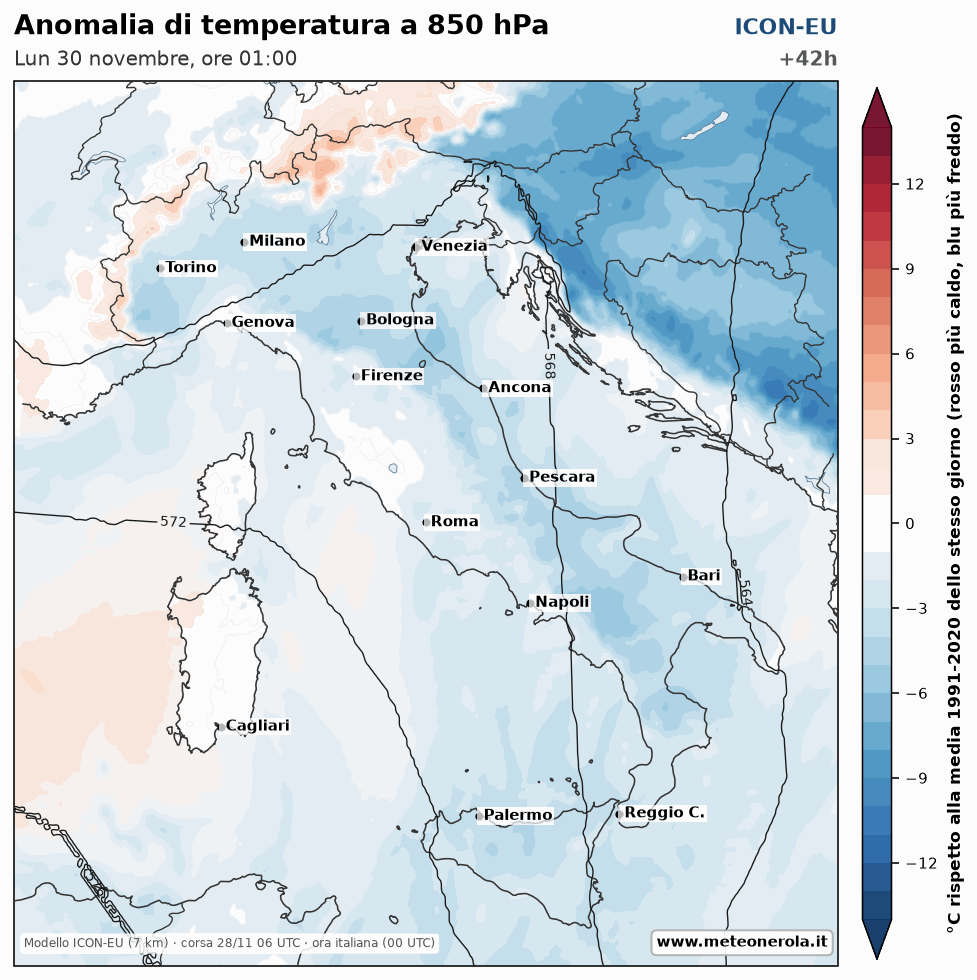 Anomalia di temperatura a 850 hPa
ICON-EU
Lun 30 novembre, ore 01:00
+42h
Milano
Venezia
Torino
Genova
Bologna
568
Firenze
Ancona
Pescara
572
Roma
Bari
564
Napoli
Cagliari
Palermo
Reggio C.
Modello ICON-EU (7 km) · corsa 28/11 06 UTC · ora italiana (00 UTC)
www.meteonerola.it
12
9
6
3
0
−3
−6
−9
−12
°C rispetto alla media 1991-2020 dello stesso giorno (rosso più caldo, blu più freddo)